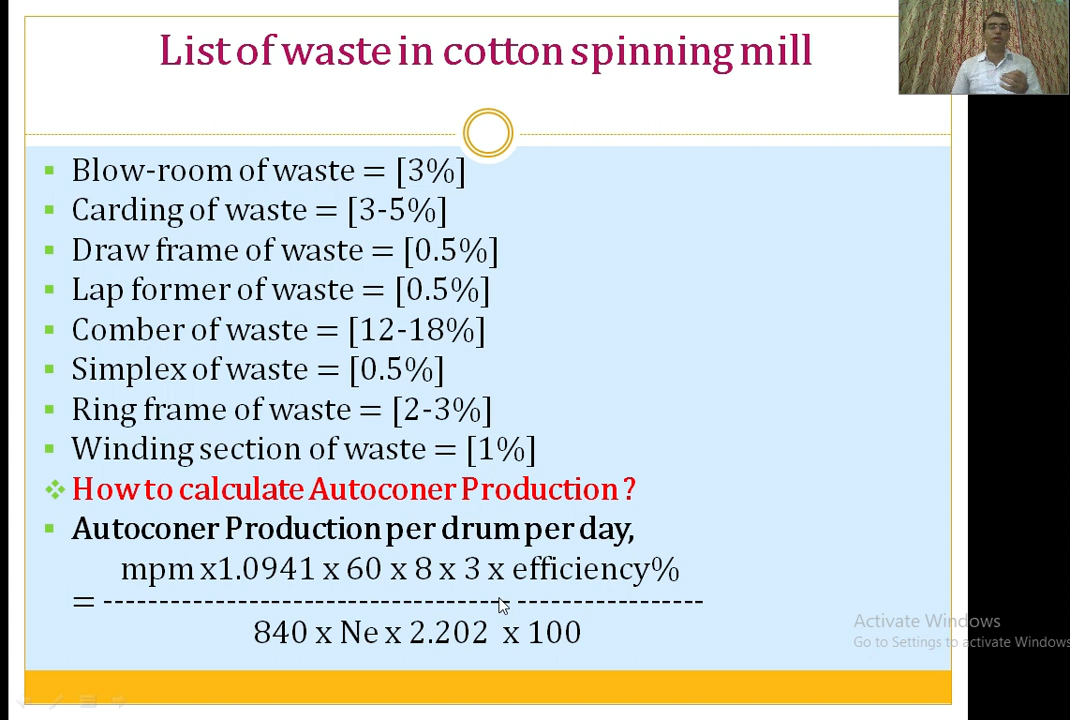 List of waste in cotton spinning mill
Blow-room of waste = [3%]
Carding of waste = [3-5%]
Draw frame of waste = [0.5%]
Lap former of waste = [0.5%]
Comber of waste = [12-18%]
Simplex of waste = [0.5%]
Ring frame of waste = [2-3%]
Winding section of waste = [1%]
How to calculate Autoconer Production ?
Autoconer Production per drum per day,
mpm x1.0941 x 60 x 8 x 3 x efficiency%
= ------------------------------------------------------
840 x Ne x 2.202 x 100
Activate Windows
Go to Settings to activate Windows